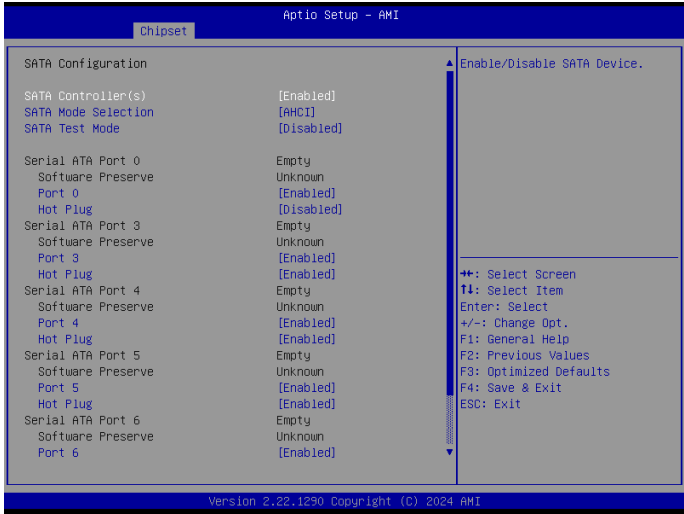 Aptio Setup – AMI
Chipset
SATA Configuration
SATA Controller(s) [Enabled]
SATA Mode Selection [AHCI]
SATA Test Mode [Disabled]
Serial ATA Port 0 Empty
Software Preserve Unknown
Port 0 [Enabled]
Hot Plug [Disabled]
Serial ATA Port 3 Empty
Software Preserve Unknown
Port 3 [Enabled]
Hot Plug [Enabled]
Serial ATA Port 4 Empty
Software Preserve Unknown
Port 4 [Enabled]
Hot Plug [Enabled]
Serial ATA Port 5 Empty
Software Preserve Unknown
Port 5 [Enabled]
Hot Plug [Enabled]
Serial ATA Port 6 Empty
Software Preserve Unknown
Port 6 [Enabled]
Enable/Disable SATA Device.
→←: Select Screen
↑↓: Select Item
Enter: Select
+/-: Change Opt.
F1: General Help
F2: Previous Values
F3: Optimized Defaults
F4: Save & Exit
ESC: Exit
Version 2.22.1290 Copyright (C) 2024 AMI